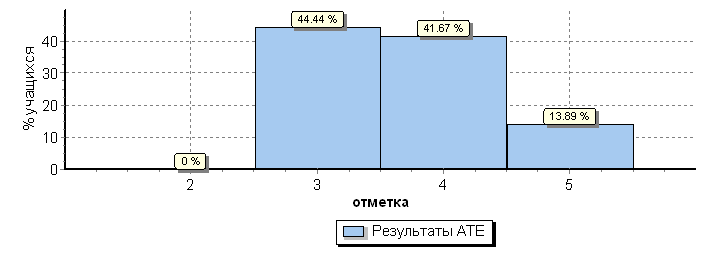 44.44 %
41.67 %
13.89 %
0 %
% учащихся
40
30
20
10
0
2 3 4 5
отметка
Результаты АТЕ